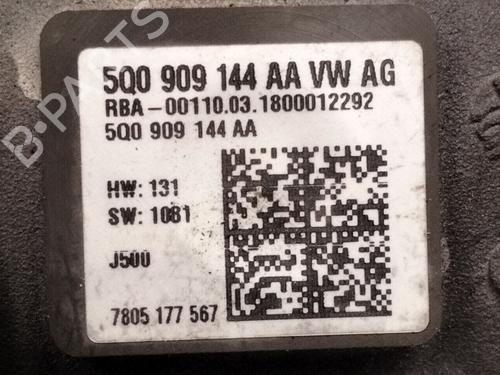 B-PARTS
5Q0 909 144 AA VW AG
RBA-00110.03.1800012292
5Q0 909 144 AA
HW: 131
SW: 1081
J500
7805 177 567